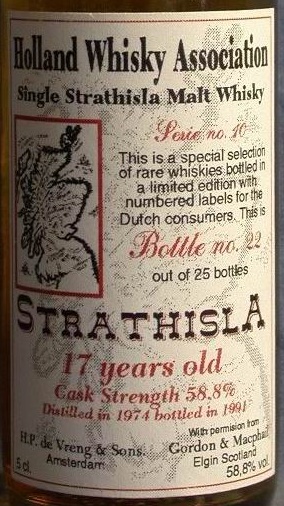 Holland Whisky Association
Single Strathisla Malt Whisky
Serie no. 10
This is a special selection
of rare whiskies bottled in
a limited edition with
numbered labels for the
Dutch consumers. This is
Bottle no. 22
out of 25 bottles
STRATHISLA
17 years old
Cask Strength 58.8%
Distilled in 1974 bottled in 1991
H.P. de Vreng & Sons.
Amsterdam
5 cl.
With permision from
Gordon & Macphail
Elgin Scotland
58,8% vol.